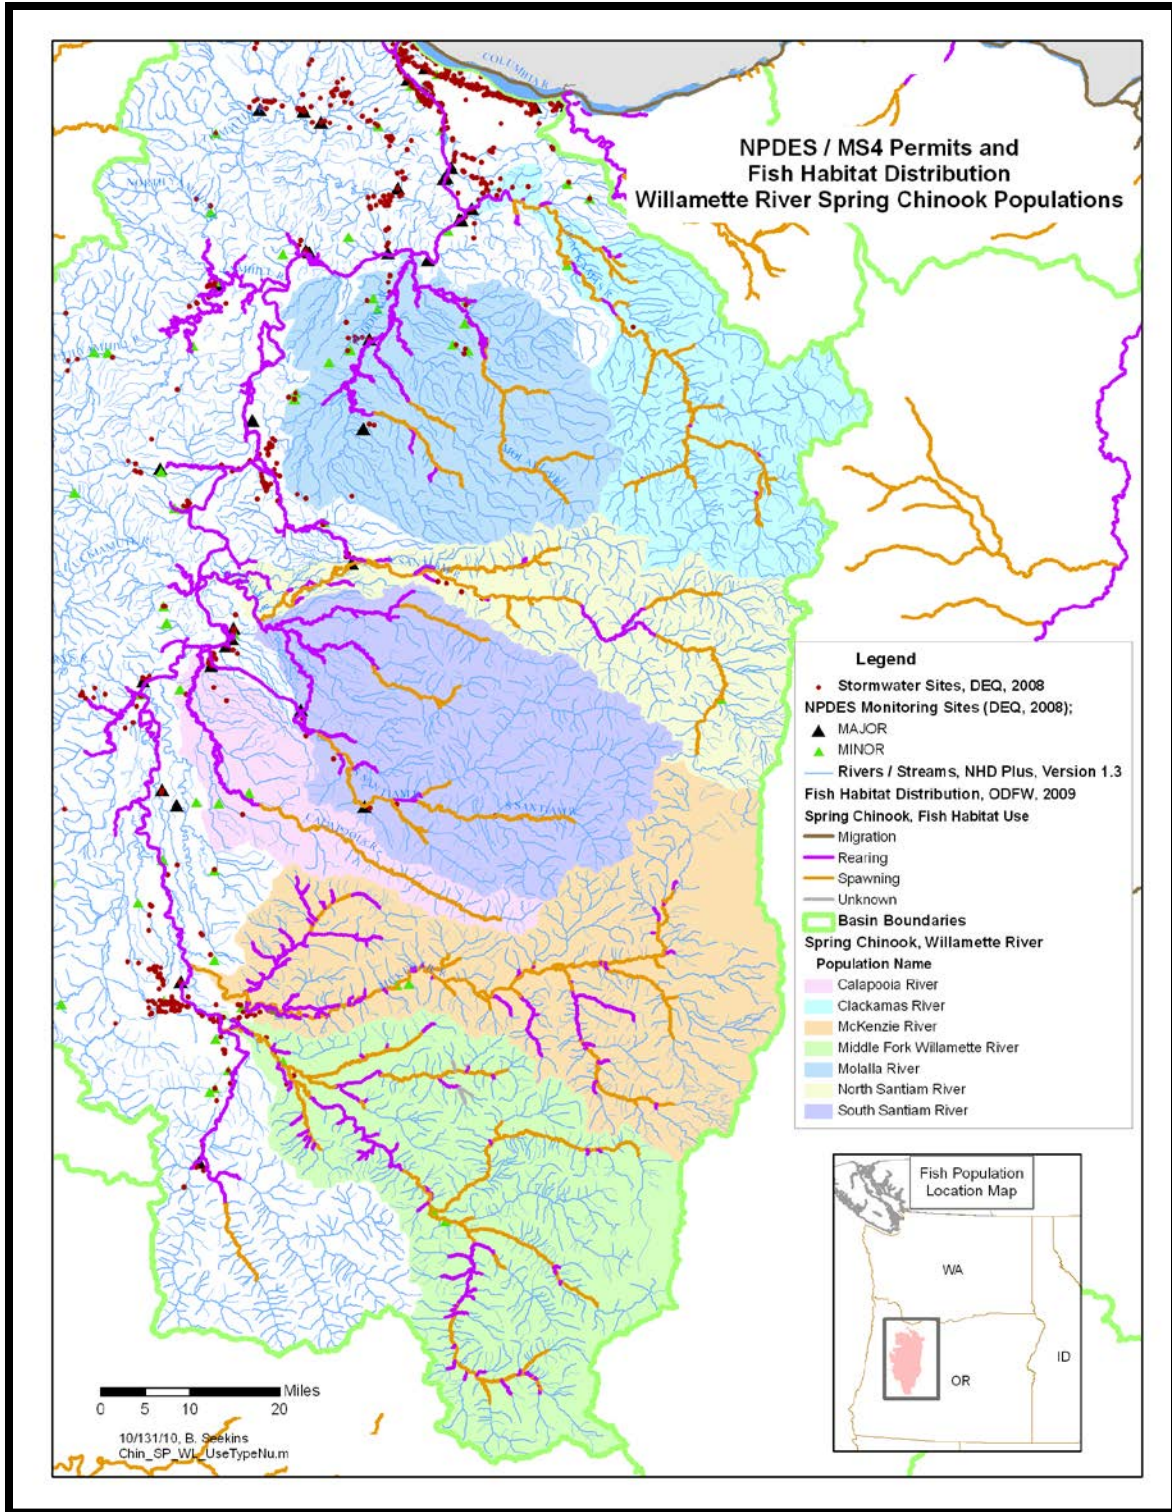 COLUMBIA R.
NPDES / MS4 Permits and
Fish Habitat Distribution
Willamette River Spring Chinook Populations
Legend
Stormwater Sites, DEQ, 2008
NPDES Monitoring Sites (DEQ, 2008);
MAJOR
MINOR
Rivers / Streams, NHD Plus, Version 1.3
Fish Habitat Distribution, ODFW, 2009
Spring Chinook, Fish Habitat Use
Migration
Rearing
Spawning
Unknown
Basin Boundaries
Spring Chinook, Willamette River
Population Name
Calapooia River
Clackamas River
McKenzie River
Middle Fork Willamette River
Molalla River
North Santiam River
South Santiam River
CALAPOOIA R.
S SANTIAM R.
Fish Population
Location Map
WA
ID
OR
Miles
0 5 10 20
10/131/10, B. Seekins
Chin_SP_WL_UseTypeNu.m